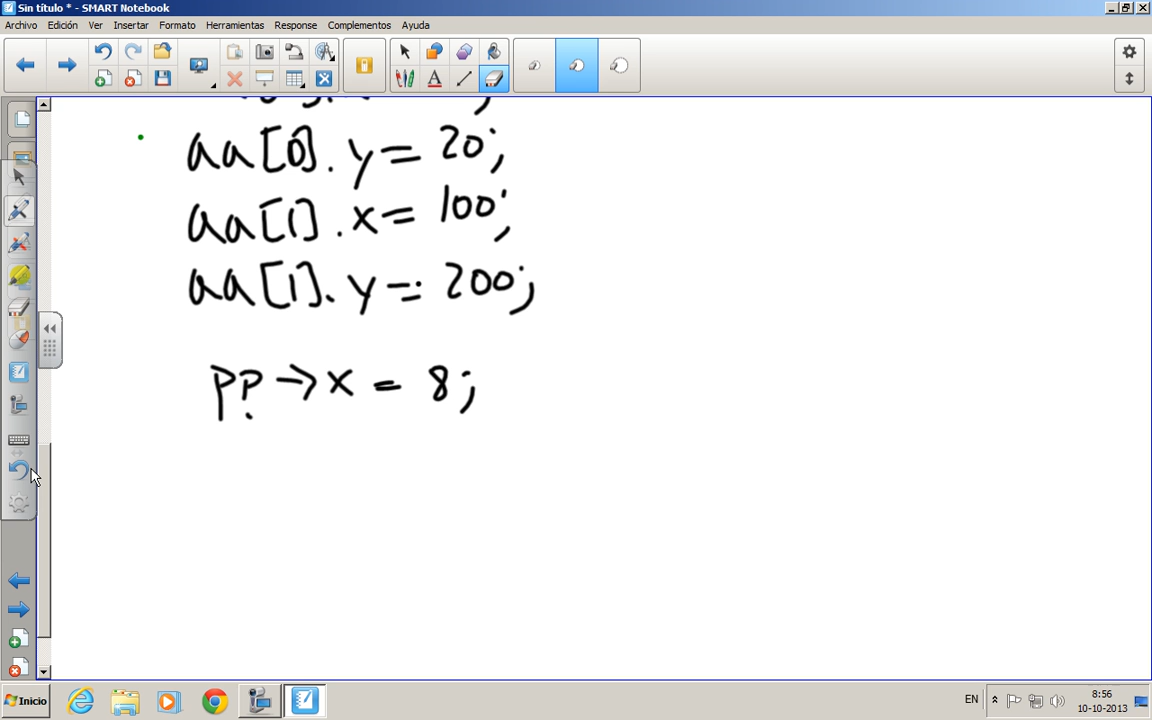 Sin título * - SMART Notebook
Archivo Edición Ver Insertar Formato Herramientas Response Complementos Ayuda
aa[0].y = 20;
aa[1].x = 100;
aa[1].y = 200;
pp->x = 8;
Inicio
EN
8:56
10-10-2013